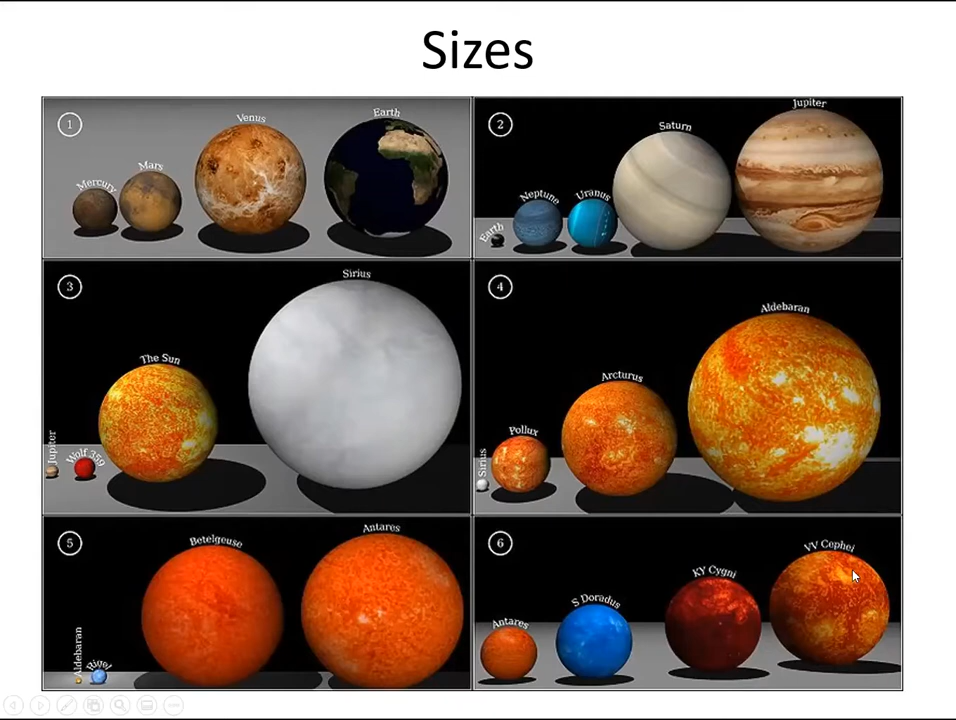 Sizes
1
Mercury
Mars
Venus
Earth
2
Earth
Neptune
Uranus
Saturn
Jupiter
3
Jupiter
Wolf 359
The Sun
Sirius
4
Sirius
Pollux
Arcturus
Aldebaran
5
Aldebaran
Rigel
Betelgeuse
Antares
6
Antares
S Doradus
KY Cygni
VV Cephei